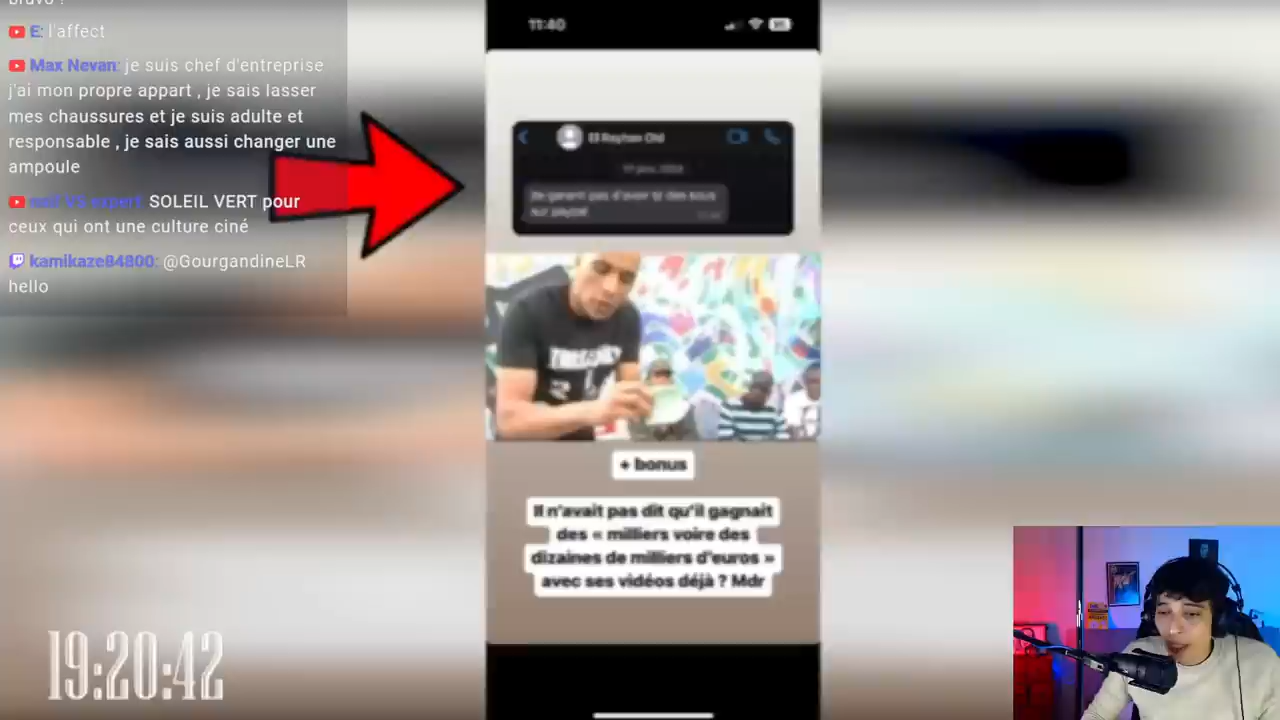 bravo ?
E: l'affect
Max Nevan: je suis chef d'entreprise
j'ai mon propre appart , je sais lasser
mes chaussures et je suis adulte et
responsable , je sais aussi changer une
ampoule
SOLEIL VERT pour
ceux qui ont une culture ciné
kamikaze84800: @GourgandineLR
hello
11:40
+ bonus
Il n'avait pas dit qu'il gagnait
des « milliers voire des
dizaines de milliers d'euros »
avec ses vidéos déjà ? Mdr
19:20:42